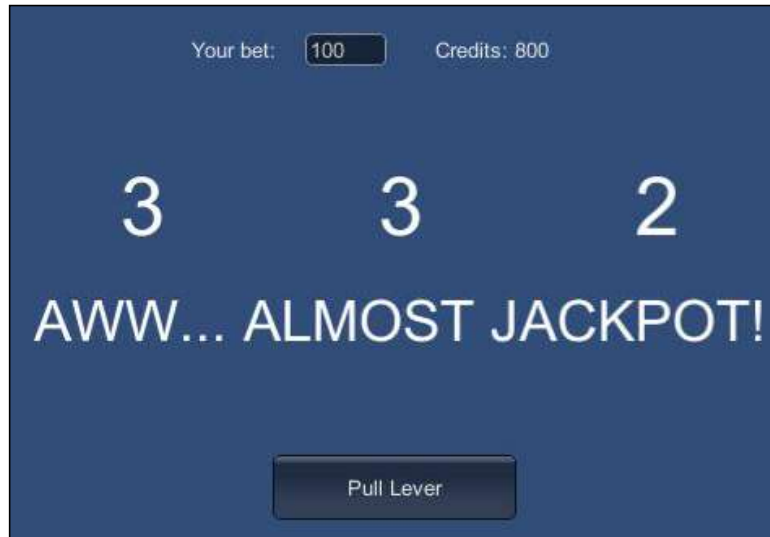 Your bet: 100 Credits: 800
3 3 2
AWW... ALMOST JACKPOT!
Pull Lever